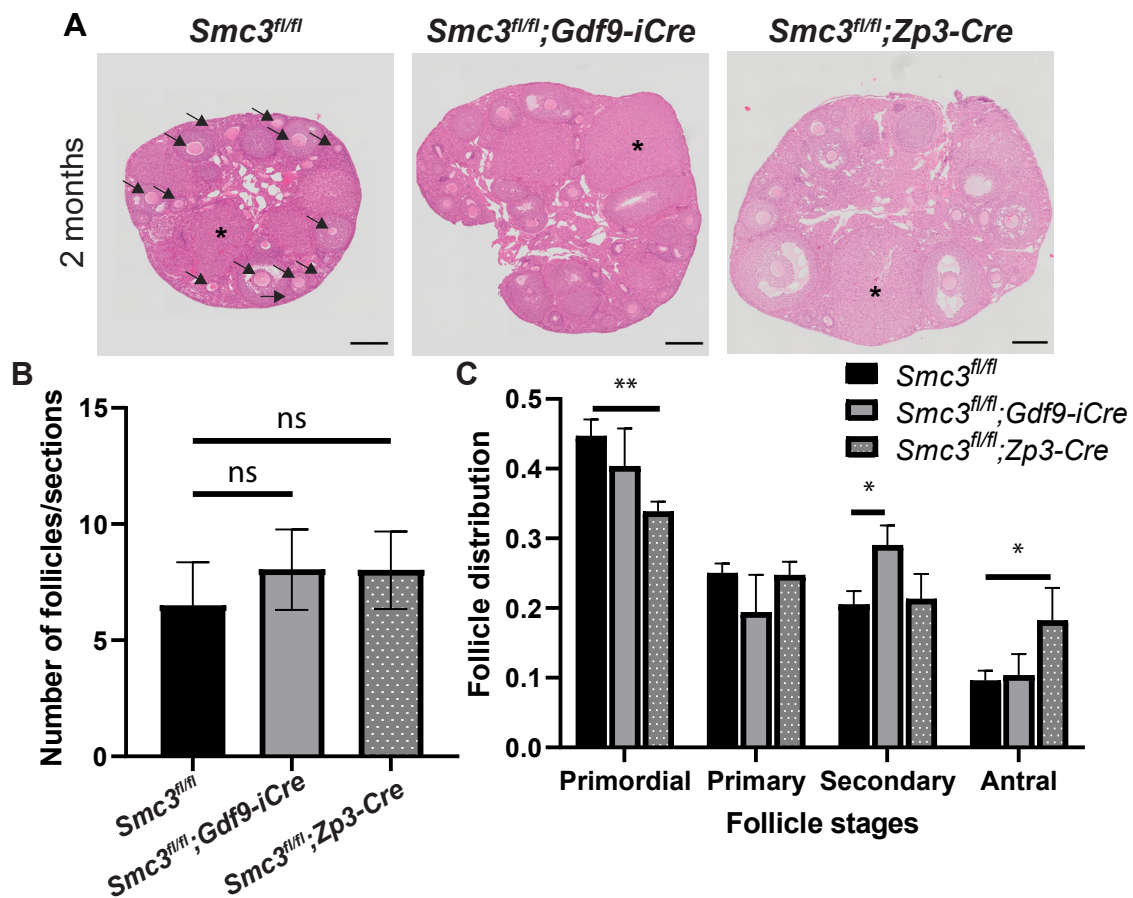 A
Smc3fl/fl
Smc3fl/fl;Gdf9-iCre
Smc3fl/fl;Zp3-Cre
2 months
*
*
*
B
Number of follicles/sections
15
10
5
0
ns
ns
Smc3fl/fl
Smc3fl/fl;Gdf9-iCre
Smc3fl/fl;Zp3-Cre
C
Smc3fl/fl
Smc3fl/fl;Gdf9-iCre
Smc3fl/fl;Zp3-Cre
Follicle distribution
0.5
0.4
0.3
0.2
0.1
0.0
**
*
*
Primordial Primary Secondary Antral
Follicle stages